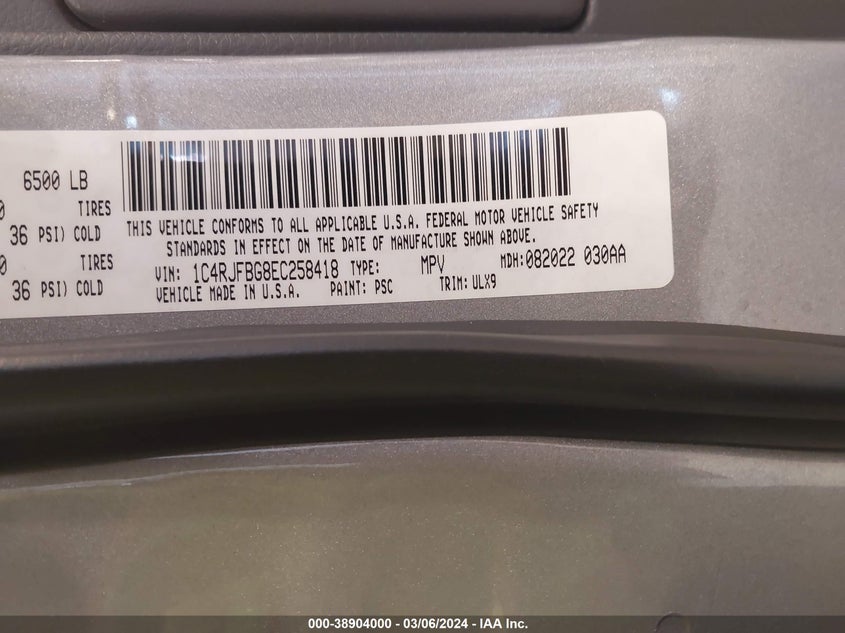 6500 LB
0 TIRES
36 PSI) COLD
0 TIRES
36 PSI) COLD
THIS VEHICLE CONFORMS TO ALL APPLICABLE U.S.A. FEDERAL MOTOR VEHICLE SAFETY
STANDARDS IN EFFECT ON THE DATE OF MANUFACTURE SHOWN ABOVE.
VIN: 1C4RJFBG8EC258418 TYPE: MPV MDH:082022 030AA
VEHICLE MADE IN U.S.A. PAINT: PSC TRIM: ULX9
000-38904000 — 03/06/2024 — IAA Inc.